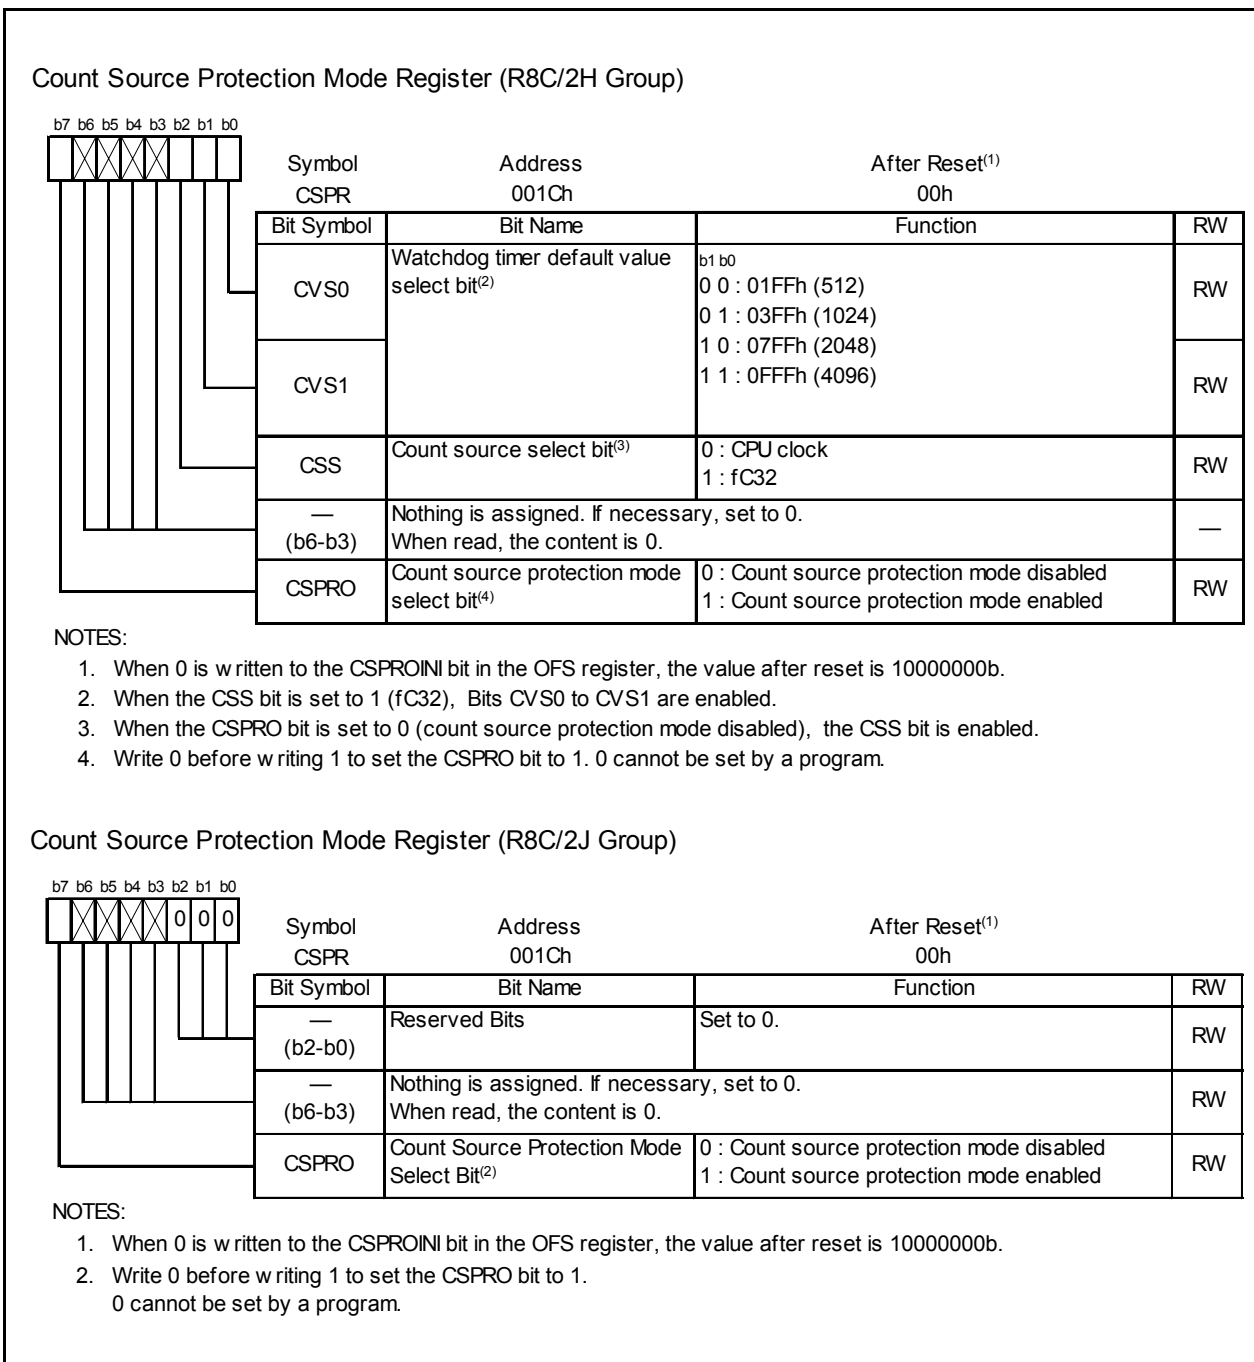 Count Source Protection Mode Register (R8C/2H Group)
b7 b6 b5 b4 b3 b2 b1 b0
Symbol Address After Reset(1)
CSPR 001Ch 00h
Bit Symbol Bit Name Function RW
CVS0 Watchdog timer default value select bit(2) b1 b0 RW
0 0 : 01FFh (512)
0 1 : 03FFh (1024)
1 0 : 07FFh (2048)
CVS1 1 1 : 0FFFh (4096) RW
CSS Count source select bit(3) 0 : CPU clock RW
1 : fC32
— Nothing is assigned. If necessary, set to 0. —
(b6-b3) When read, the content is 0.
CSPRO Count source protection mode select bit(4) 0 : Count source protection mode disabled RW
1 : Count source protection mode enabled
NOTES:
1. When 0 is written to the CSPROINI bit in the OFS register, the value after reset is 10000000b.
2. When the CSS bit is set to 1 (fC32), Bits CVS0 to CVS1 are enabled.
3. When the CSPRO bit is set to 0 (count source protection mode disabled), the CSS bit is enabled.
4. Write 0 before writing 1 to set the CSPRO bit to 1. 0 cannot be set by a program.
Count Source Protection Mode Register (R8C/2J Group)
b7 b6 b5 b4 b3 b2 b1 b0
0 0 0
Symbol Address After Reset(1)
CSPR 001Ch 00h
Bit Symbol Bit Name Function RW
— Reserved Bits Set to 0. RW
(b2-b0)
— Nothing is assigned. If necessary, set to 0. RW
(b6-b3) When read, the content is 0.
CSPRO Count Source Protection Mode Select Bit(2) 0 : Count source protection mode disabled RW
1 : Count source protection mode enabled
NOTES:
1. When 0 is written to the CSPROINI bit in the OFS register, the value after reset is 10000000b.
2. Write 0 before writing 1 to set the CSPRO bit to 1.
0 cannot be set by a program.